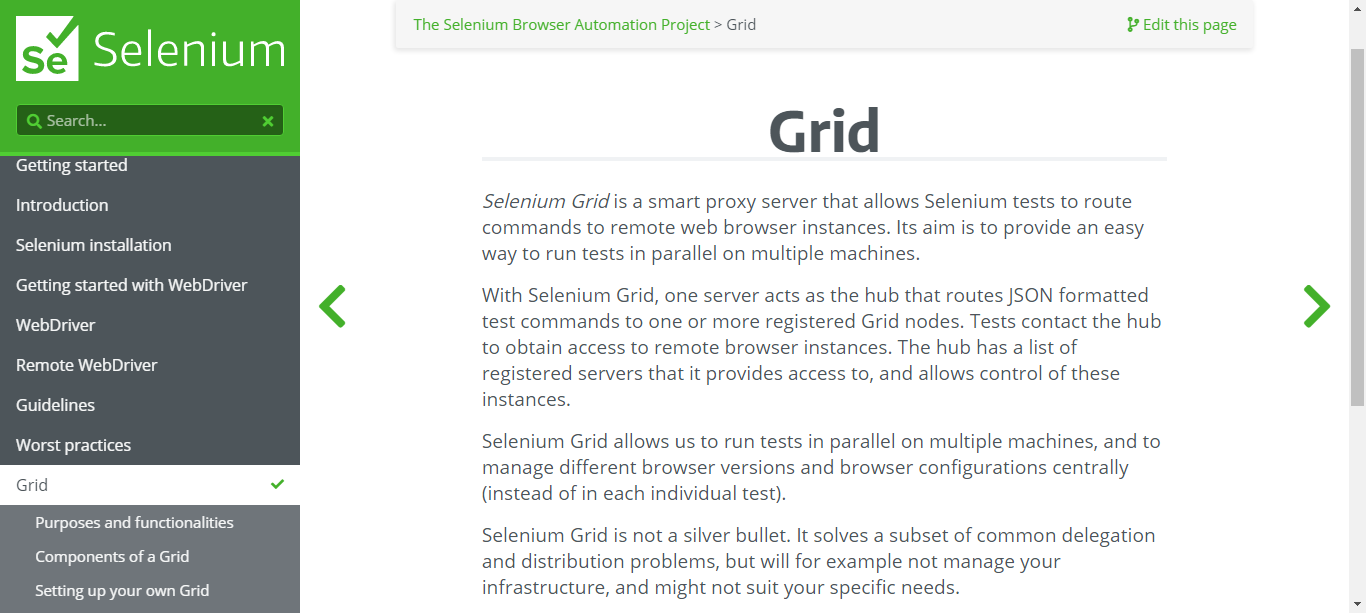 Se Selenium
Search...
Getting started
Introduction
Selenium installation
Getting started with WebDriver
WebDriver
Remote WebDriver
Guidelines
Worst practices
Grid
Purposes and functionalities
Components of a Grid
Setting up your own Grid
The Selenium Browser Automation Project > Grid
Edit this page
Grid
Selenium Grid is a smart proxy server that allows Selenium tests to route
commands to remote web browser instances. Its aim is to provide an easy
way to run tests in parallel on multiple machines.
With Selenium Grid, one server acts as the hub that routes JSON formatted
test commands to one or more registered Grid nodes. Tests contact the hub
to obtain access to remote browser instances. The hub has a list of
registered servers that it provides access to, and allows control of these
instances.
Selenium Grid allows us to run tests in parallel on multiple machines, and to
manage different browser versions and browser configurations centrally
(instead of in each individual test).
Selenium Grid is not a silver bullet. It solves a subset of common delegation
and distribution problems, but will for example not manage your
infrastructure, and might not suit your specific needs.